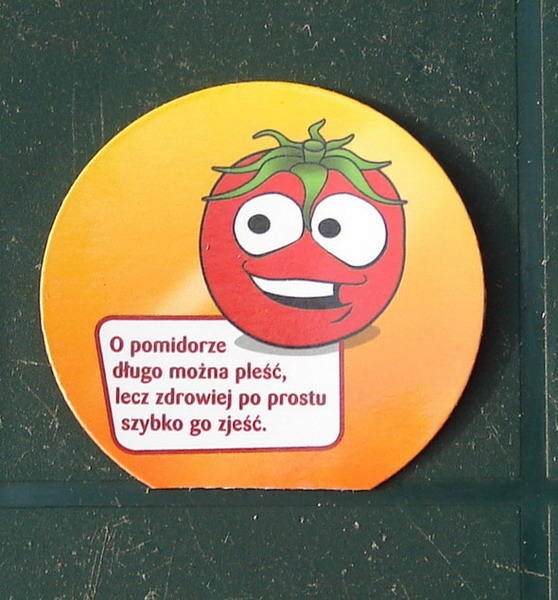 O pomidorze
długo można pleść,
lecz zdrowiej po prostu
szybko go zjeść.